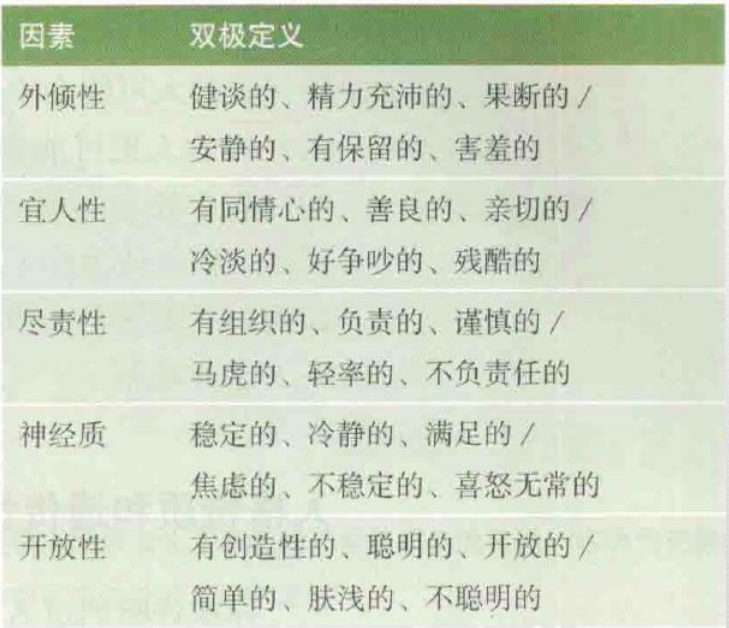 因素 双极定义
外倾性 健谈的、精力充沛的、果断的 /
安静的、有保留的、害羞的
宜人性 有同情心的、善良的、亲切的 /
冷淡的、好争吵的、残酷的
尽责性 有组织的、负责的、谨慎的 /
马虎的、轻率的、不负责任的
神经质 稳定的、冷静的、满足的 /
焦虑的、不稳定的、喜怒无常的
开放性 有创造性的、聪明的、开放的 /
简单的、肤浅的、不聪明的